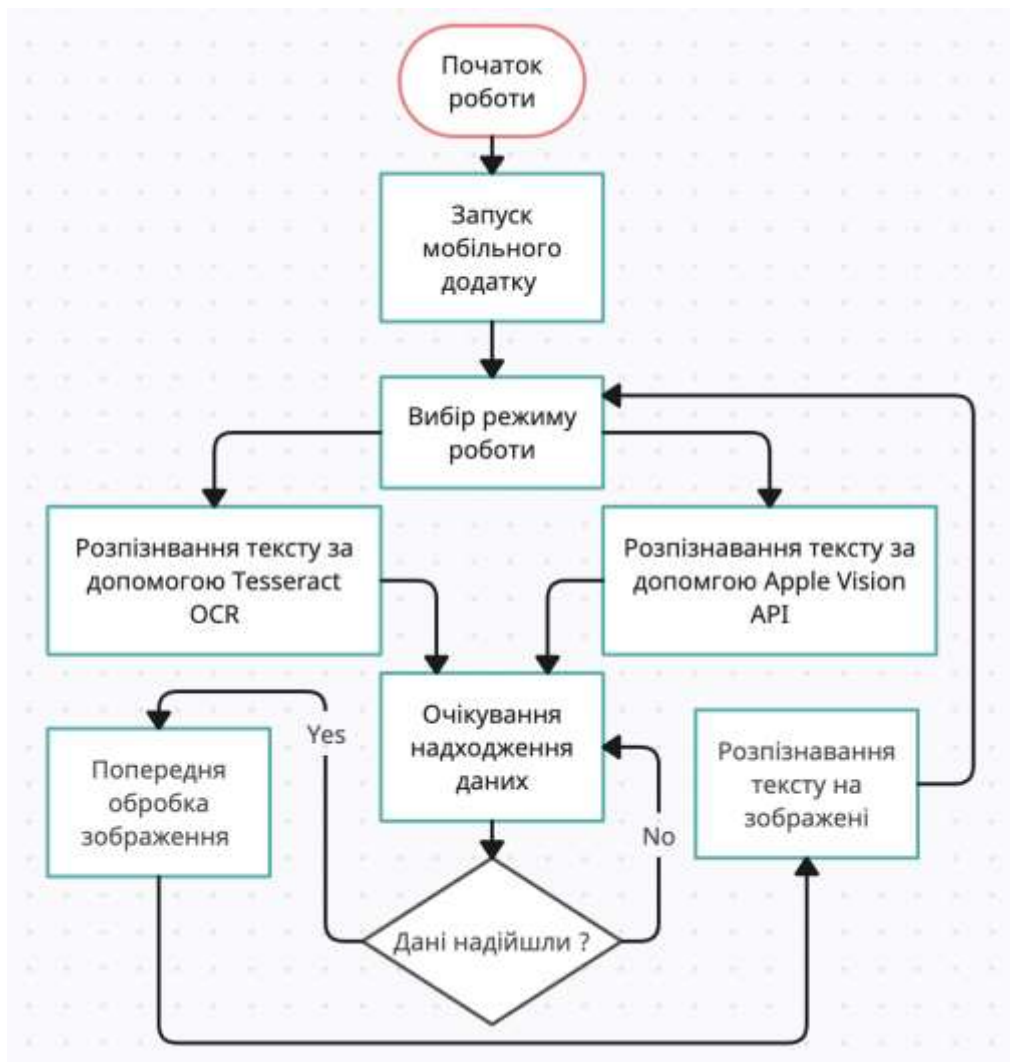 Початок
роботи
Запуск
мобільного
додатку
Вибір режиму
роботи
Розпізнвання тексту за
допомогою Tesseract
OCR
Розпізнавання тексту за
допомгою Apple Vision
API
Очікування
надходження
даних
Yes
Попередня
обробка
зображення
No
Розпізнавання
тексту на
зображені
Дані надійшли ?